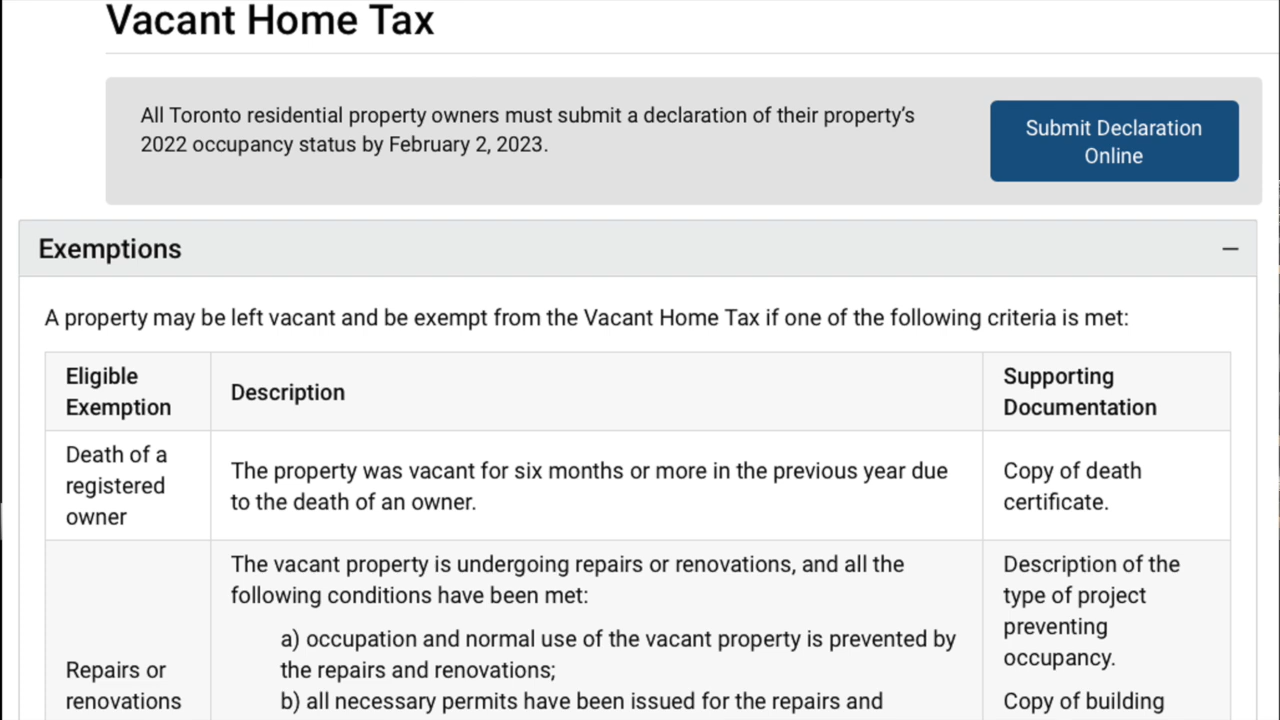 Vacant Home Tax
All Toronto residential property owners must submit a declaration of their property's
2022 occupancy status by February 2, 2023.
Submit Declaration
Online
Exemptions
A property may be left vacant and be exempt from the Vacant Home Tax if one of the following criteria is met:
Eligible
Exemption
Description
Supporting
Documentation
Death of a
registered
owner
The property was vacant for six months or more in the previous year due
to the death of an owner.
Copy of death
certificate.
Repairs or
renovations
The vacant property is undergoing repairs or renovations, and all the
following conditions have been met:
a) occupation and normal use of the vacant property is prevented by
the repairs and renovations;
b) all necessary permits have been issued for the repairs and
Description of the
type of project
preventing
occupancy.
Copy of building